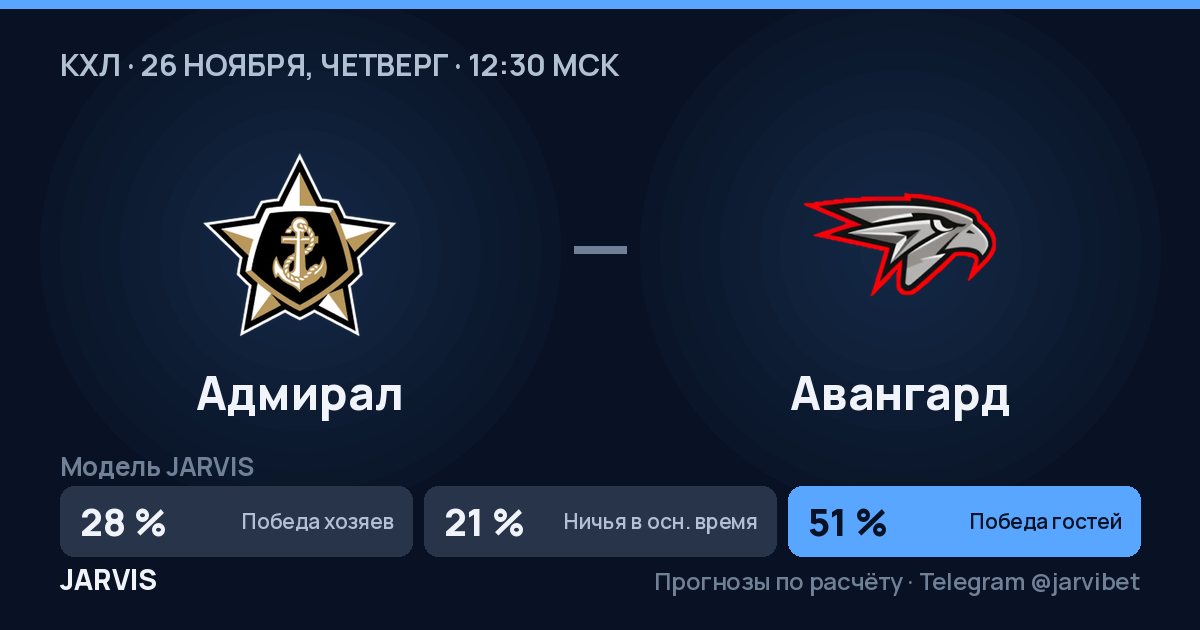 КХЛ · 26 НОЯБРЯ, ЧЕТВЕРГ · 12:30 МСК
Адмирал
Авангард
Модель JARVIS
28 % Победа хозяев
21 % Ничья в осн. время
51 % Победа гостей
JARVIS
Прогнозы по расчёту · Telegram @jarvibet